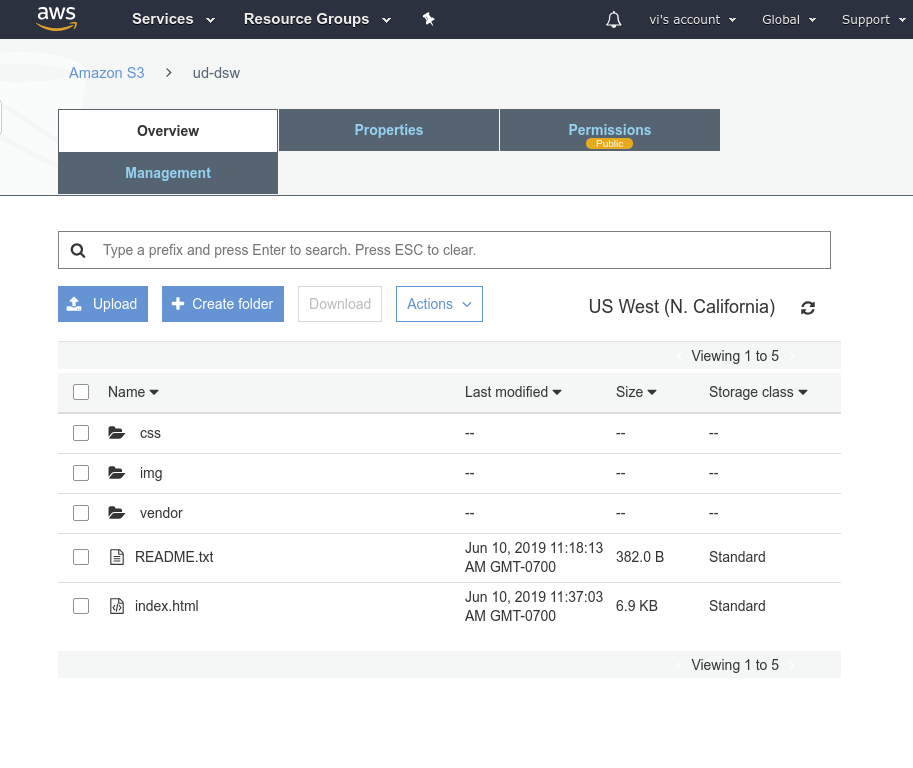 aws Services Resource Groups vi's account Global Support
Amazon S3 ud-dsw
Overview Properties Permissions
Public
Management
Type a prefix and press Enter to search. Press ESC to clear.
Upload Create folder Download Actions US West (N. California)
Viewing 1 to 5
Name Last modified Size Storage class
css -- -- --
img -- -- --
vendor -- -- --
README.txt Jun 10, 2019 11:18:13 AM GMT-0700 382.0 B Standard
index.html Jun 10, 2019 11:37:03 AM GMT-0700 6.9 KB Standard
Viewing 1 to 5